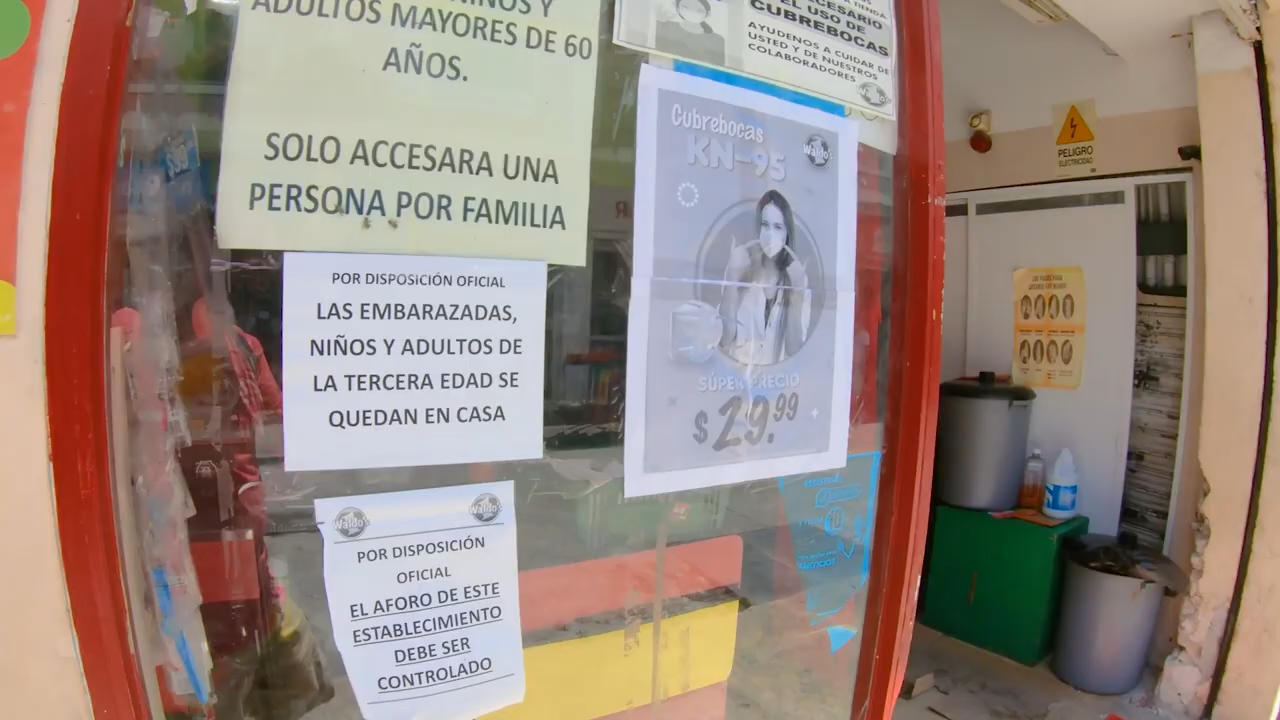 NIÑOS Y
ADULTOS MAYORES DE 60
AÑOS.
SOLO ACCESARA UNA
PERSONA POR FAMILIA
POR DISPOSICIÓN OFICIAL
LAS EMBARAZADAS,
NIÑOS Y ADULTOS DE
LA TERCERA EDAD SE
QUEDAN EN CASA
Waldo's
Waldo's
POR DISPOSICIÓN
OFICIAL
EL AFORO DE ESTE
ESTABLECIMIENTO
DEBE SER
CONTROLADO
TIENDA
EL USO DE
CUBREBOCAS
AYUDENOS A CUIDAR DE
USTED Y DE NUESTROS
COLABORADORES
Waldo's
Cubrebocas
KN-95
Waldo's
SÚPER PRECIO
$29.99
PELIGRO
ELECTRICIDAD